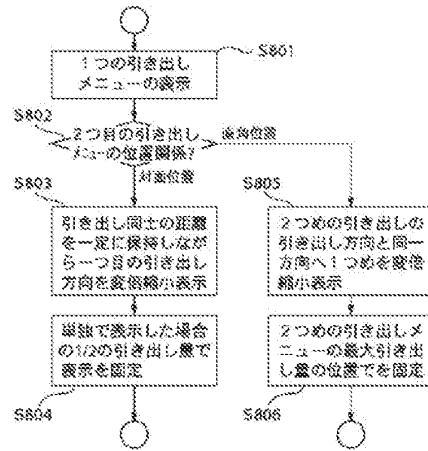 S801
1つの引き出し
メニューの表示
S802
2つ目の引き出し
メニューの位置関係?
直角位置
対面位置
S803
引き出し同士の距離
を一定に保持しなが
ら一つ目の引き出し
方向を変倍縮小表示
単独で表示した場合
の1/2の引き出し量で
表示を固定
S804
S805
2つめの引き出しの
引き出し方向と同一
方向へ1つめを変倍
縮小表示
2つめの引き出しメ
ニューの最大引き出
し量の位置でを固定
S806